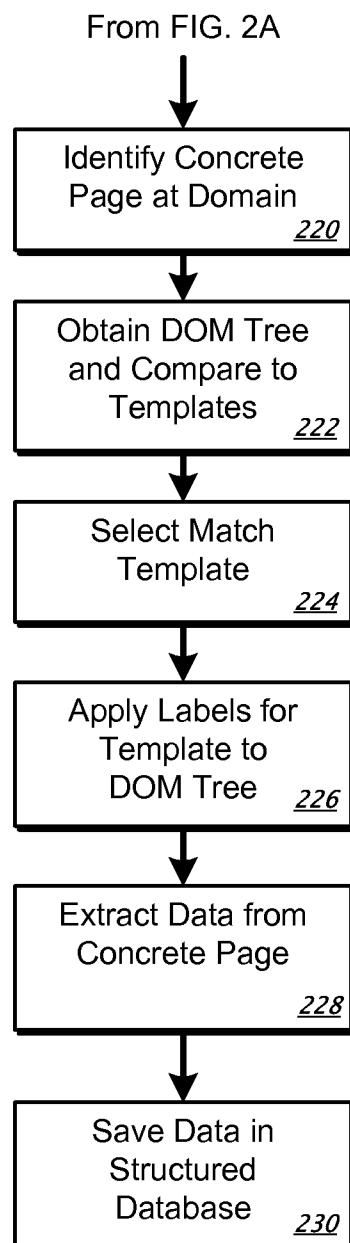 From FIG. 2A
Identify Concrete
Page at Domain
220
Obtain DOM Tree
and Compare to
Templates
222
Select Match
Template
224
Apply Labels for
Template to
DOM Tree
226
Extract Data from
Concrete Page
228
Save Data in
Structured
Database
230